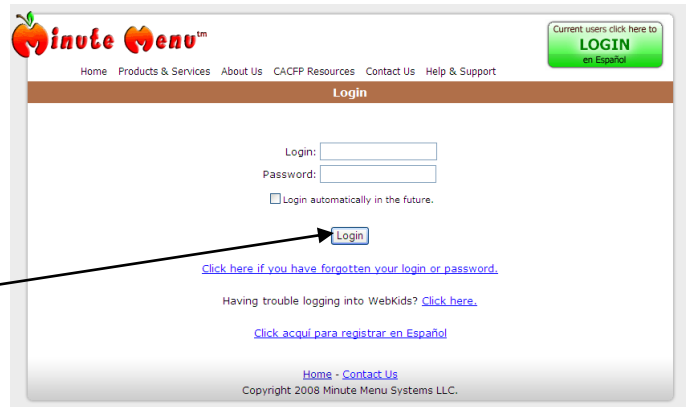 Minute Menu™
Current users click here to
LOGIN
en Español
Home Products & Services About Us CACFP Resources Contact Us Help & Support
Login
Login:
Password:
Login automatically in the future.
Login
Click here if you have forgotten your login or password.
Having trouble logging into WebKids? Click here.
Click acquí para registrar en Español
Home - Contact Us
Copyright 2008 Minute Menu Systems LLC.